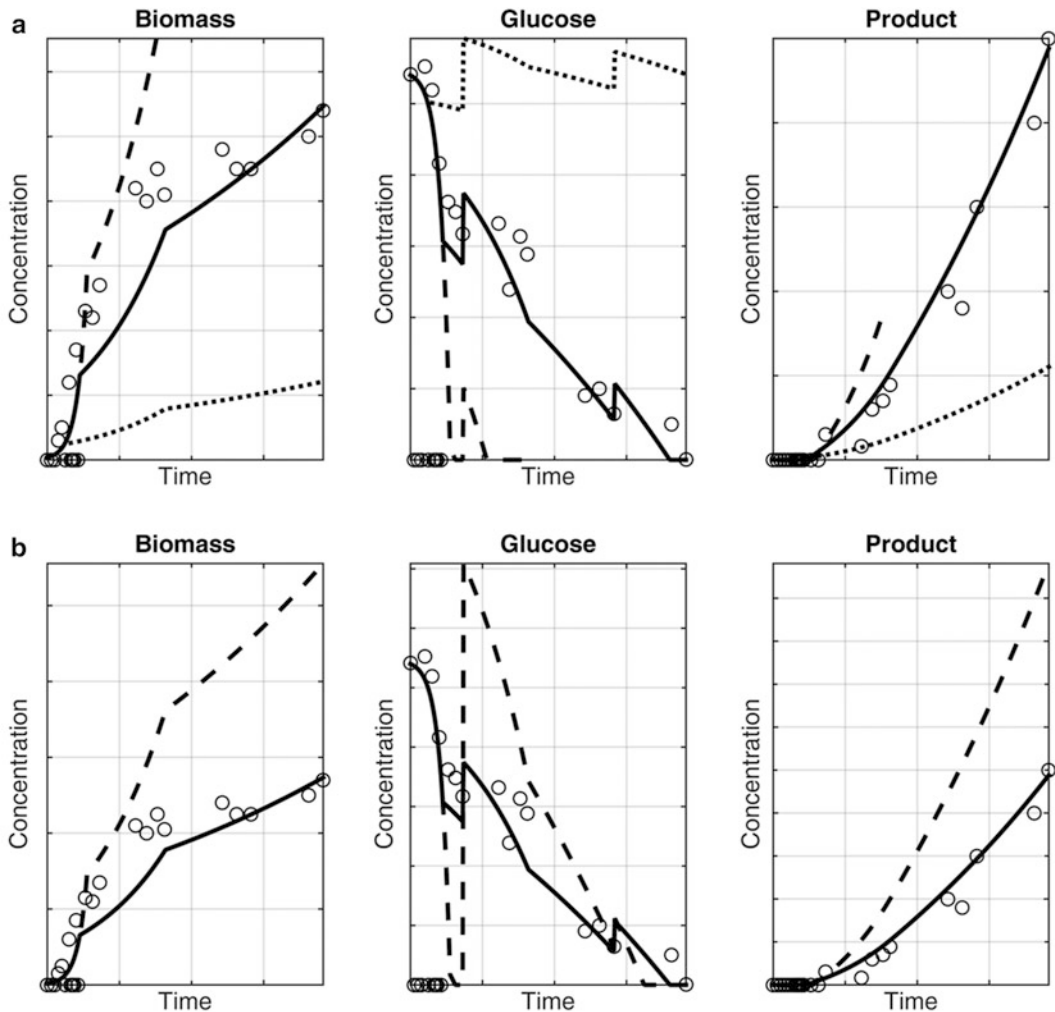 a
Biomass
Glucose
Product
Concentration
Concentration
Concentration
Time
Time
Time
b
Biomass
Glucose
Product
Concentration
Concentration
Concentration
Time
Time
Time